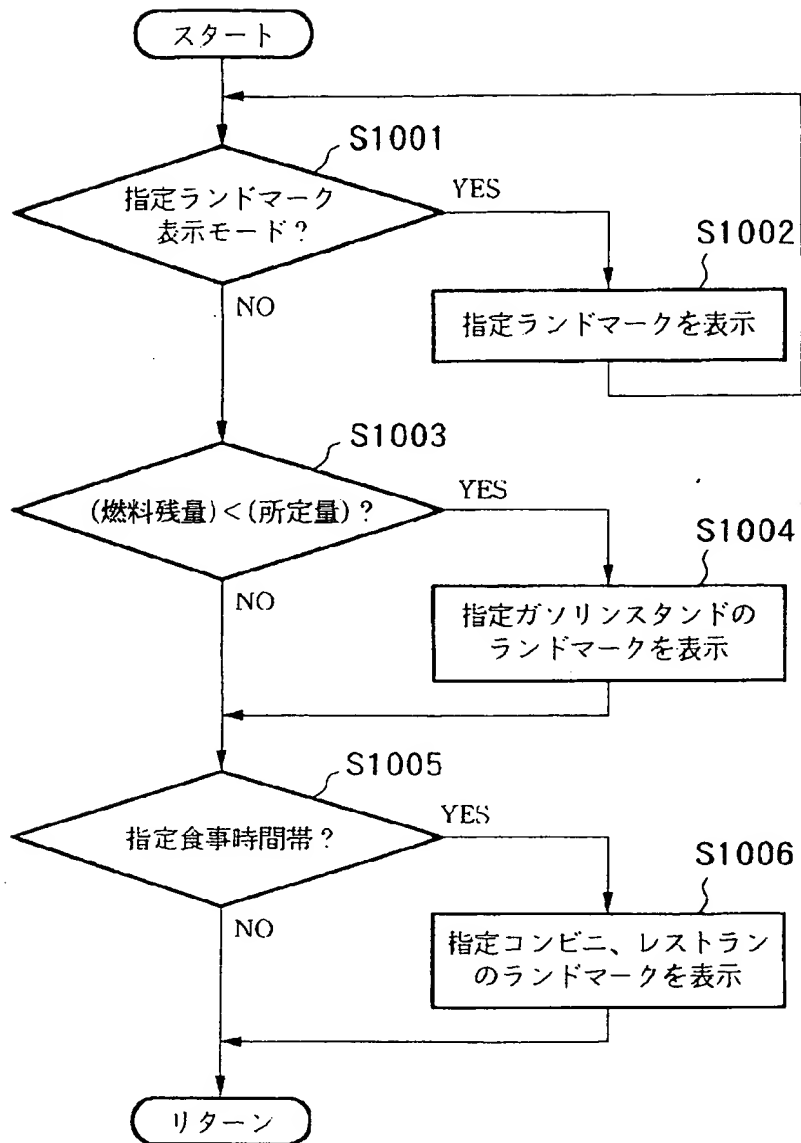 スタート
S1001
指定ランドマーク
表示モード?
YES
S1002
NO
指定ランドマークを表示
S1003
(燃料残量)<(所定量)?
YES
S1004
NO
指定ガソリンスタンドの
ランドマークを表示
S1005
指定食事時間帯?
YES
S1006
NO
指定コンビニ、レストラン
のランドマークを表示
リターン